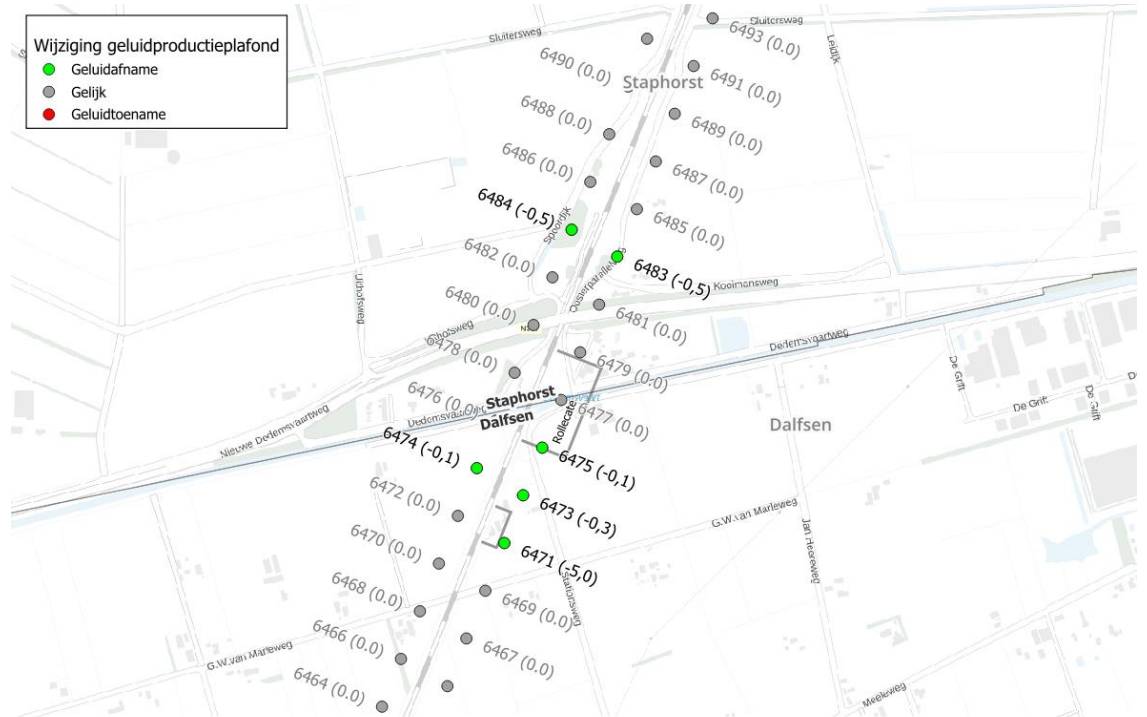 Wijziging geluidproductieplafond
Geluidafname
Gelijk
Geluidtoename
Sluitersweg
Sluitersweg
6493 (0.0)
6490 (0.0)
Staphorst
6491 (0.0)
Leidijk
6488 (0.0)
6489 (0.0)
6486 (0.0)
6487 (0.0)
6484 (-0,5)
Spoordijk
6485 (0.0)
6482 (0.0)
6483 (-0,5)
Kooimansweg
6480 (0.0)
6481 (0.0)
Dedemsvaartweg
6478 (0.0)
6479 (0.0)
De Grift
6476 (0.0)
Staphorst
Dalfsen
Rollecate
6477 (0.0)
Dalfsen
De Grift
De Grift
Nieuwe Dedemsvaartweg
6474 (-0,1)
6475 (-0,1)
6472 (0.0)
6473 (-0,3)
G.W.van Marleweg
Jan Heereweg
6470 (0.0)
6471 (-5,0)
6468 (0.0)
6469 (0.0)
Stationsweg
6466 (0.0)
6467 (0.0)
G.W.van Marleweg
6464 (0.0)
Meeleweg